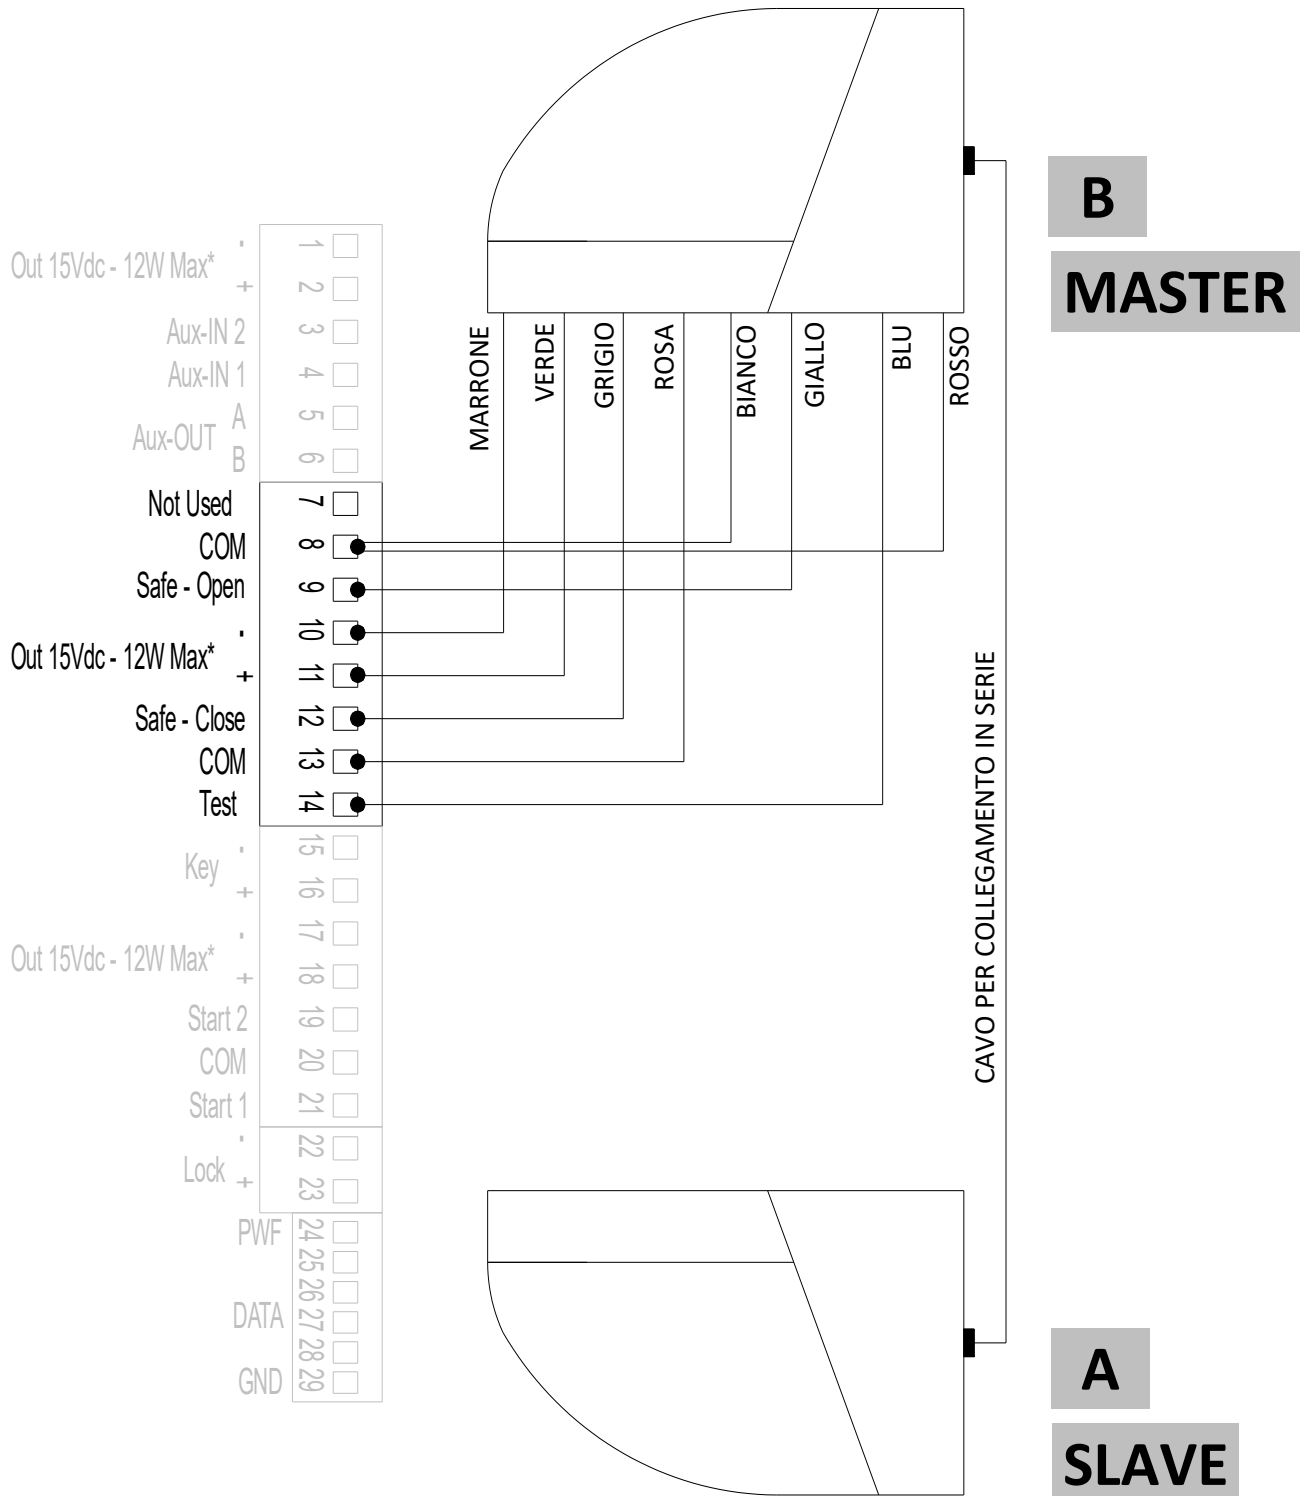 B
MASTER
- 1
Out 15Vdc - 12W Max*
+ 2
Aux-IN 2 3
Aux-IN 1 4
A 5
Aux-OUT
B 6
MARRONE
VERDE
GRIGIO
ROSA
BIANCO
GIALLO
BLU
ROSSO
Not Used 7
COM 8
Safe - Open 9
- 10
Out 15Vdc - 12W Max*
+ 11
Safe - Close 12
COM 13
Test 14
CAVO PER COLLEGAMENTO IN SERIE
- 15
Key
+ 16
- 17
Out 15Vdc - 12W Max*
+ 18
Start 2 19
COM 20
Start 1 21
- 22
Lock
+ 23
PWF 24
25
26
DATA 27
28
GND 29
A
SLAVE